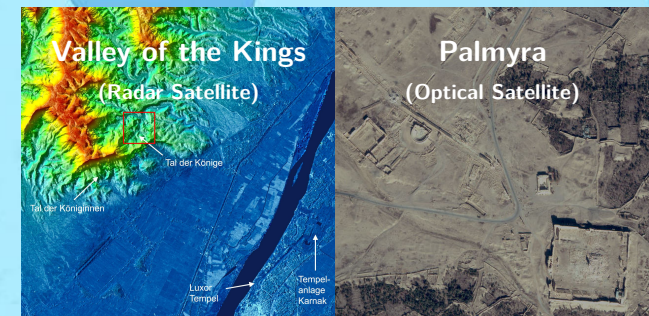 Valley of the Kings
(Radar Satellite)
Tal der Könige
Tal der Königinnen
Luxor
Tempel
Tempel-
anlage
Karnak
Palmyra
(Optical Satellite)